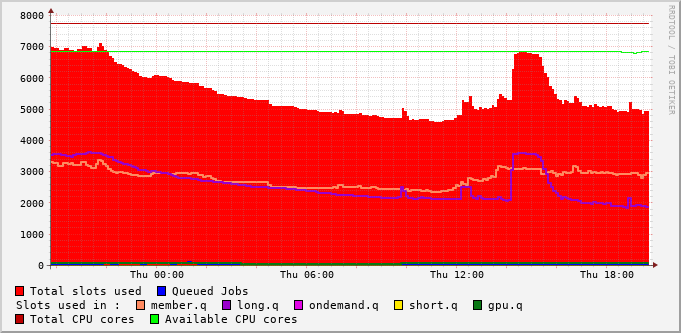 RRDTOOL / TOBI OETIKER
8000
7000
6000
5000
4000
3000
2000
1000
0
Thu 00:00 Thu 06:00 Thu 12:00 Thu 18:00
Total slots used Queued Jobs
Slots used in : member.q long.q ondemand.q short.q gpu.q
Total CPU cores Available CPU cores